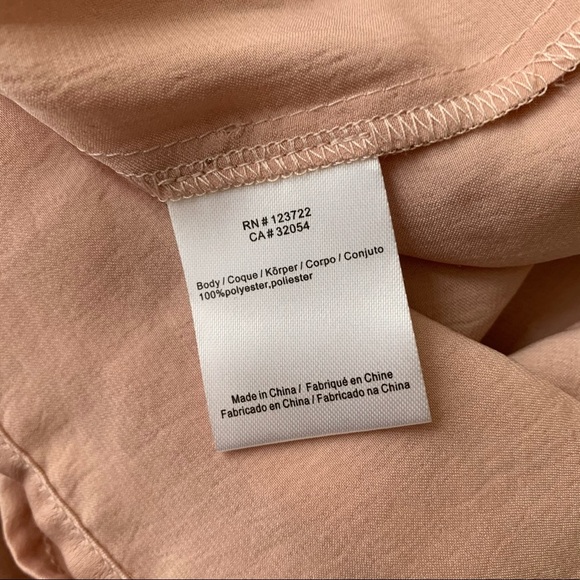 RN # 123722
CA # 32054
Body / Coque / Kôrper / Corpo / Conjuto
100%polyester,poliester
Made in China / Fabriqué en Chine
Fabricado en China / Fabricado na China